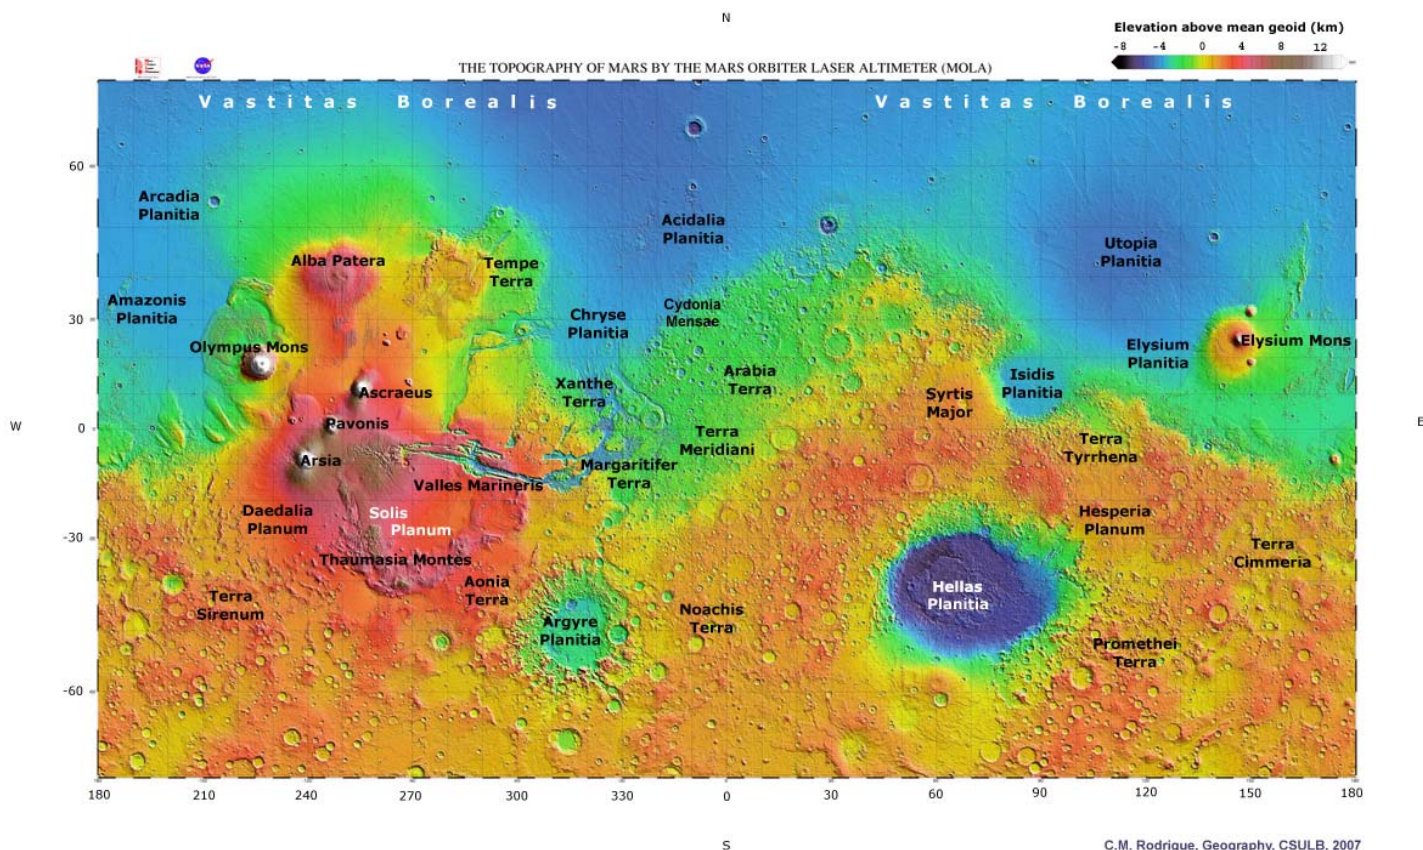 N
Elevation above mean geoid (km)
-8 -4 0 4 8 12
THE TOPOGRAPHY OF MARS BY THE MARS ORBITER LASER ALTIMETER (MOLA)
Vastitas Borealis
Vastitas Borealis
60
Arcadia
Planitia
Acidalia
Planitia
Utopia
Planitia
Alba Patera
Tempe
Terra
Amazonis
Planitia
30
Chryse
Planitia
Cydonia
Mensae
Olympus Mons
Elysium
Planitia
Elysium Mons
Arabia
Terra
Isidis
Planitia
Ascraeus
Xanthe
Terra
Syrtis
Major
W
0
Pavonis
Terra
Meridiani
Terra
Tyrrhena
Arsia
Margaritifer
Terra
Valles Marineris
Daedalia
Planum
Solis
Planum
Hesperia
Planum
-30
Thaumasia Montes
Terra
Cimmeria
Aonia
Terra
Hellas
Planitia
Terra
Sirenum
Argyre
Planitia
Noachis
Terra
Promethei
Terra
-60
180 210 240 270 300 330 0 30 60 90 120 150 180
S
C.M. Rodrigue, Geography, CSULB, 2007